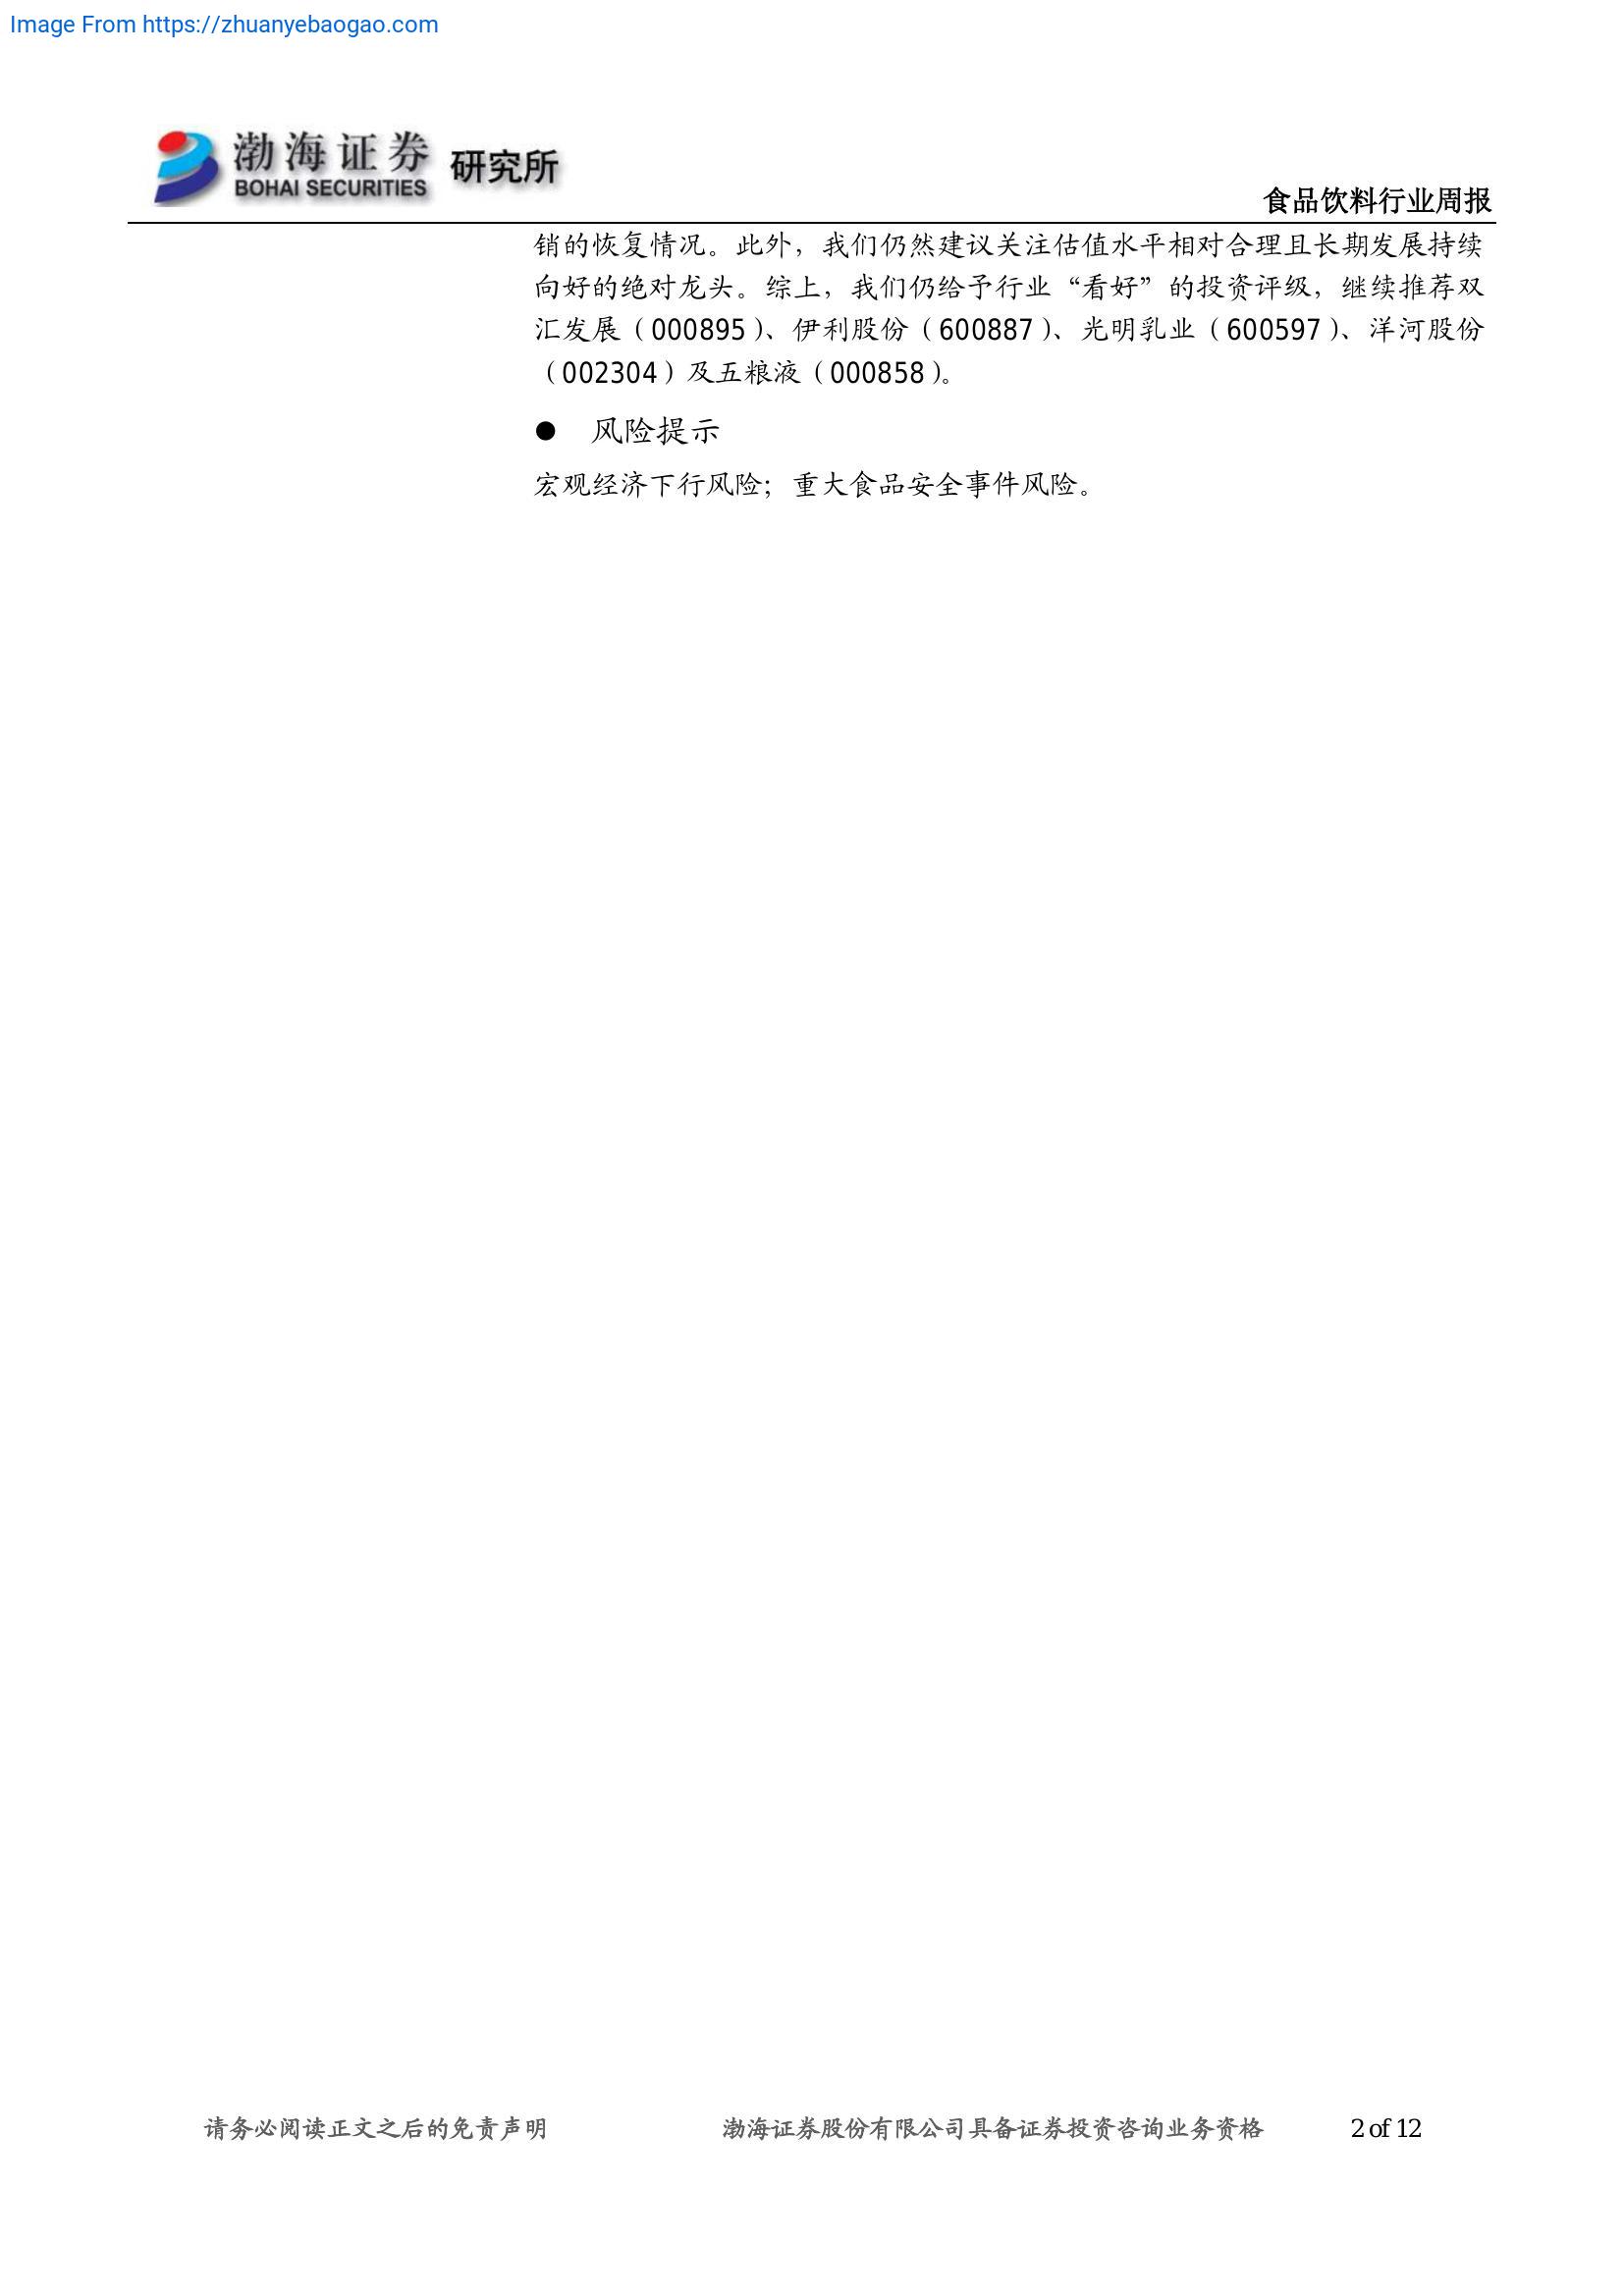 Image From https://zhuanyebaogao.com
渤海证券 研究所
BOHAI SECURITIES
食品饮料行业周报
销的恢复情况。此外，我们仍然建议关注估值水平相对合理且长期发展持续
向好的绝对龙头。综上，我们仍给予行业“看好”的投资评级，继续推荐双
汇发展（000895）、伊利股份（600887）、光明乳业（600597）、洋河股份
（002304）及五粮液（000858）。
● 风险提示
宏观经济下行风险；重大食品安全事件风险。
请务必阅读正文之后的免责声明 渤海证券股份有限公司具备证券投资咨询业务资格 2 of 12